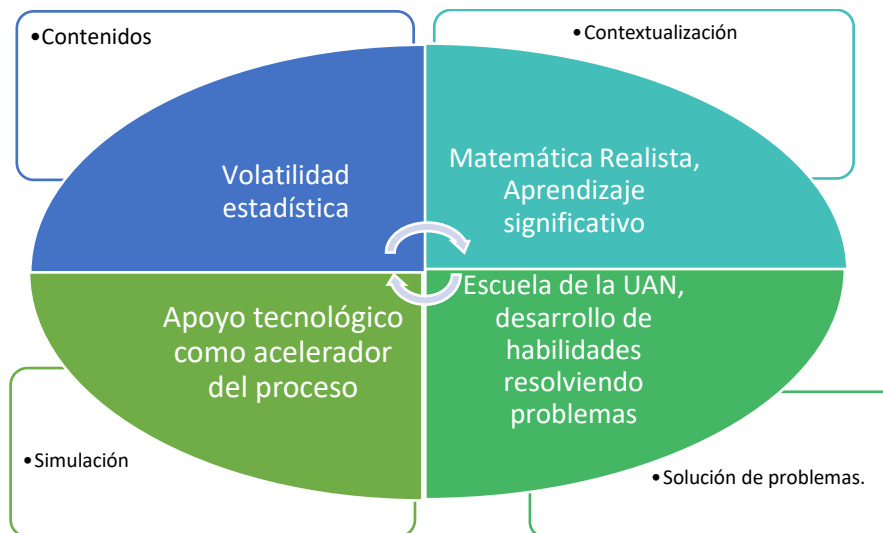 •Contenidos
•Contextualización
Volatilidad
estadística
Matemática Realista,
Aprendizaje
significativo
Apoyo tecnológico
como acelerador
del proceso
Escuela de la UAN,
desarrollo de
habilidades
resolviendo
problemas
•Simulación
•Solución de problemas.